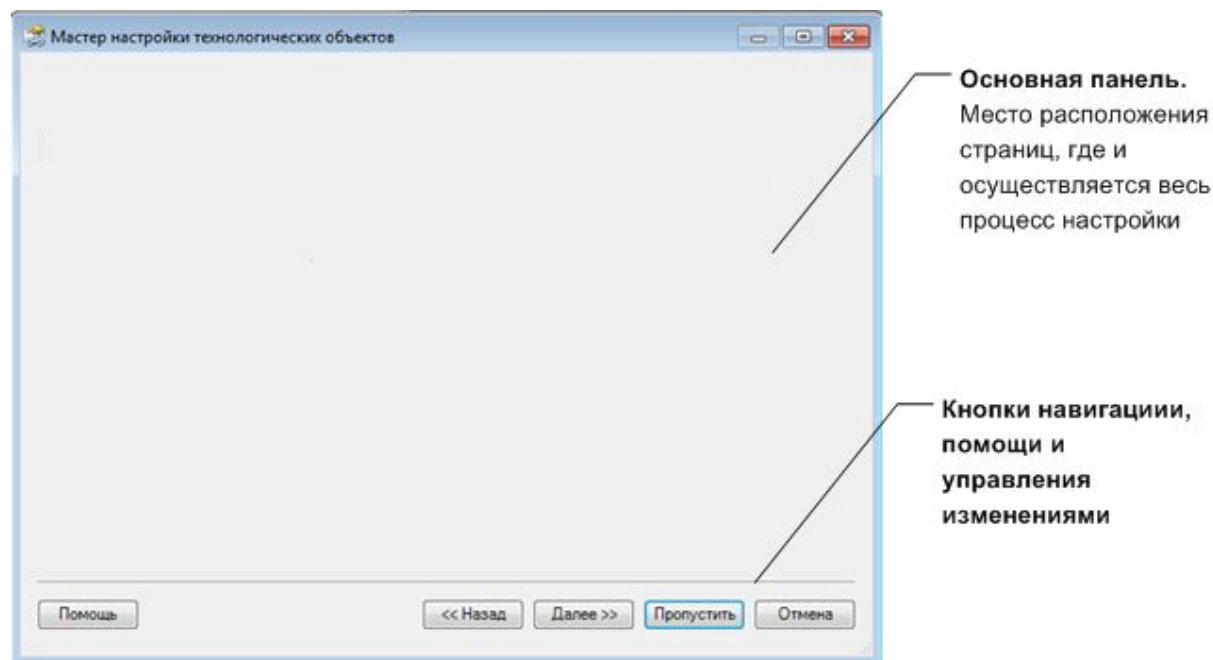 Мастер настройки технологических объектов
Основная панель.
Место расположения
страниц, где и
осуществляется весь
процесс настройки
Кнопки навигациии,
помощи и
управления
изменениями
Помощь
<< Назад
Далее >>
Пропустить
Отмена